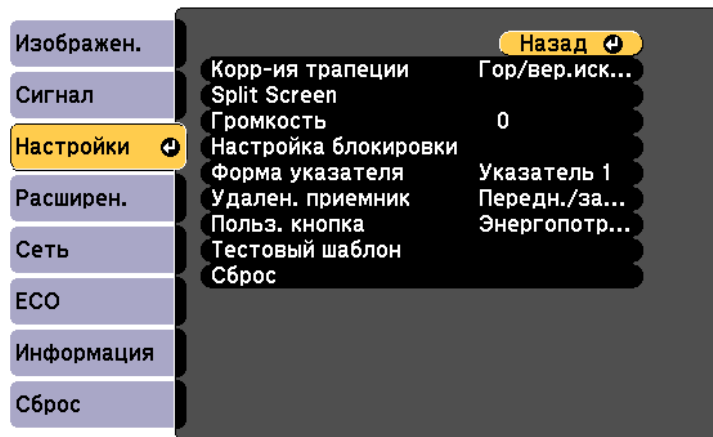 Изображен.
Сигнал
Настройки
Расширен.
Сеть
ECO
Информация
Сброс
Назад
Корр-ия трапеции Гор/вер.иск...
Split Screen
Громкость 0
Настройка блокировки
Форма указателя Указатель 1
Удален. приемник Передн./за...
Польз. кнопка Энергопотр...
Тестовый шаблон
Сброс